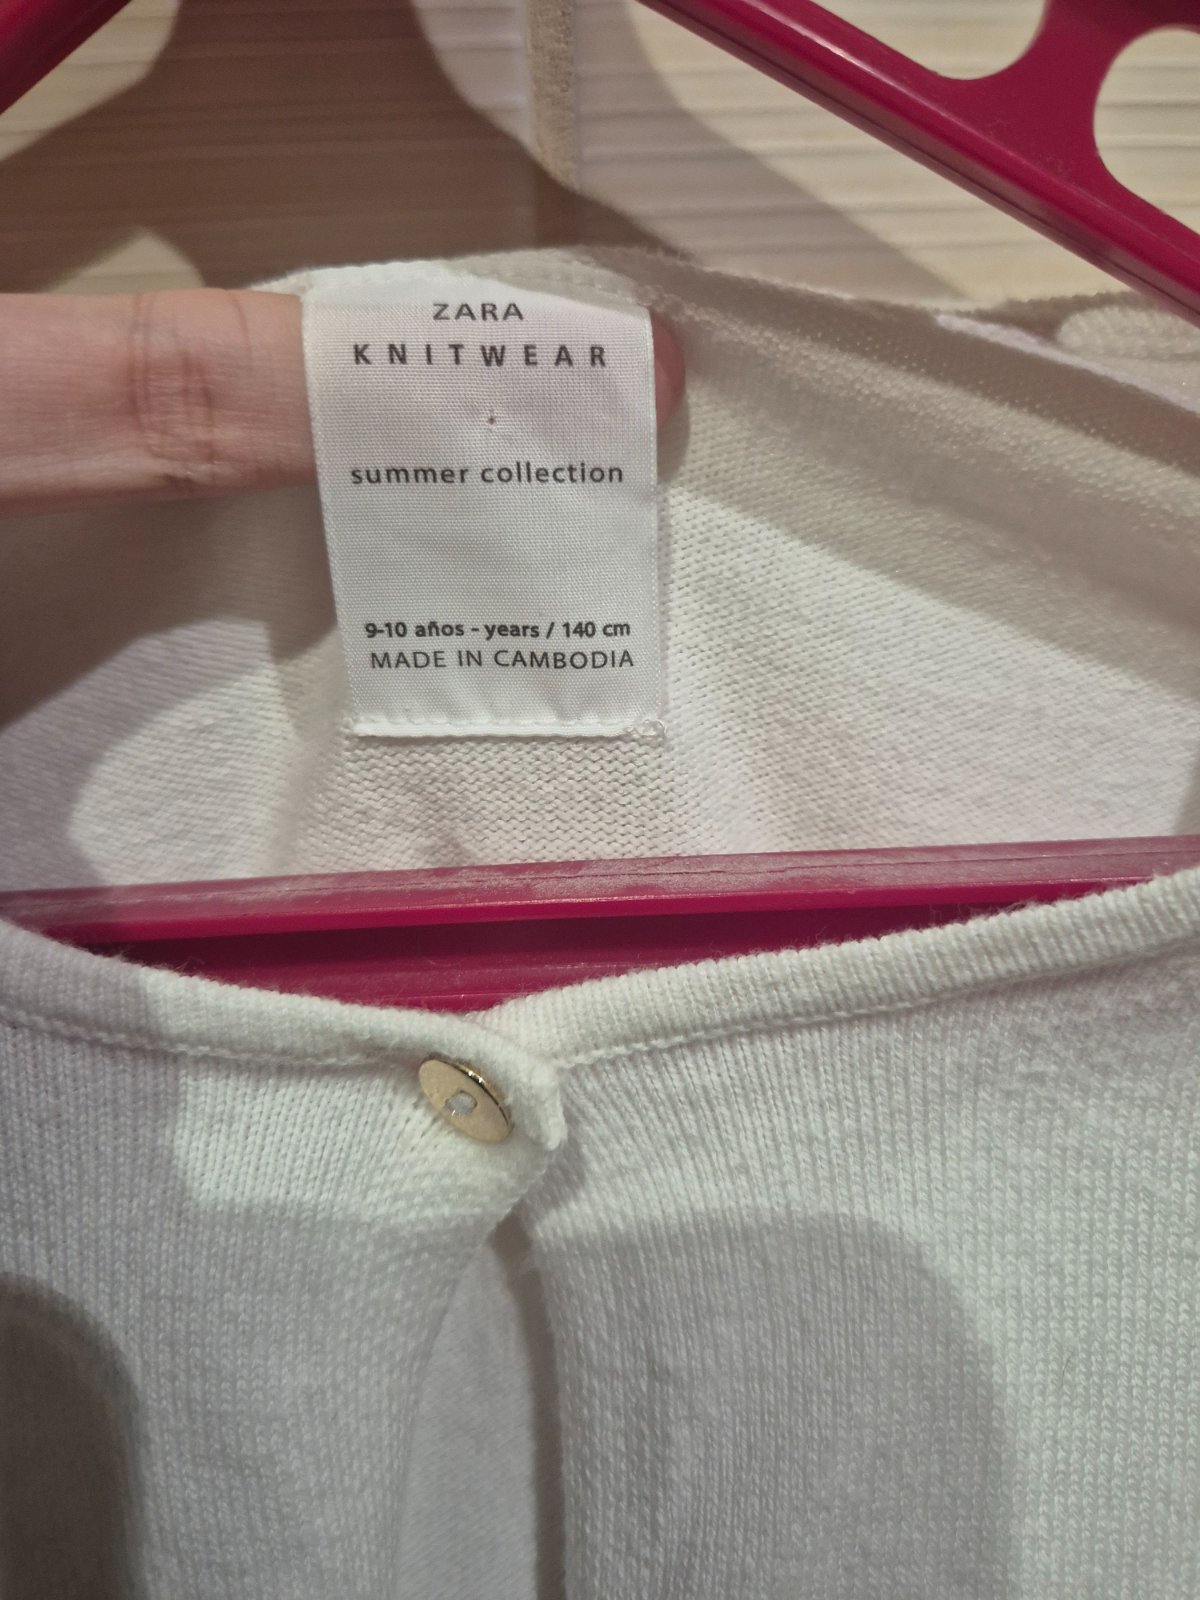 ZARA
KNITWEAR
summer collection
9-10 años - years / 140 cm
MADE IN CAMBODIA